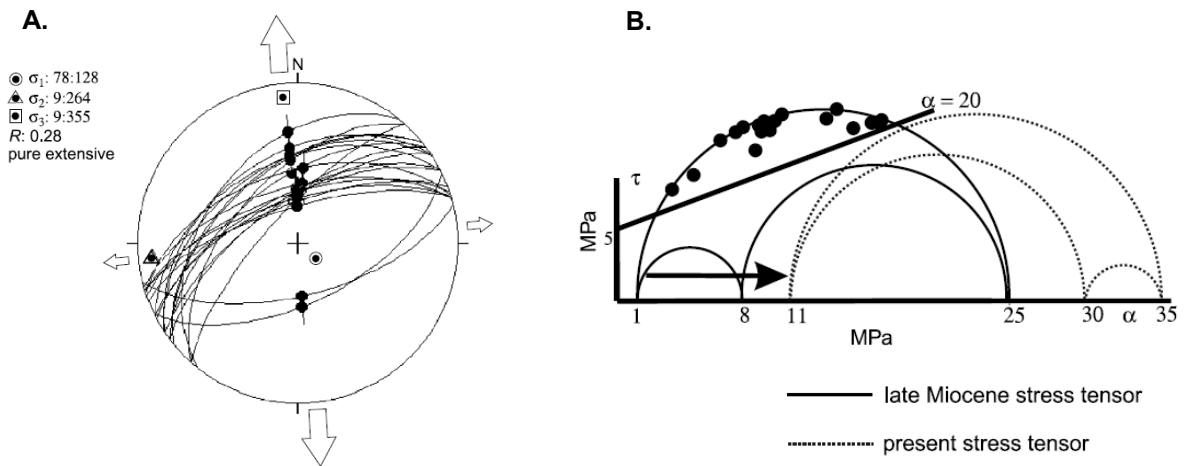 A.
N
σ1: 78:128
σ2: 9:264
σ3: 9:355
R: 0.28
pure extensive
B.
α = 20
τ
MPa
5
1
8
11
25
30
α
35
MPa
late Miocene stress tensor
present stress tensor